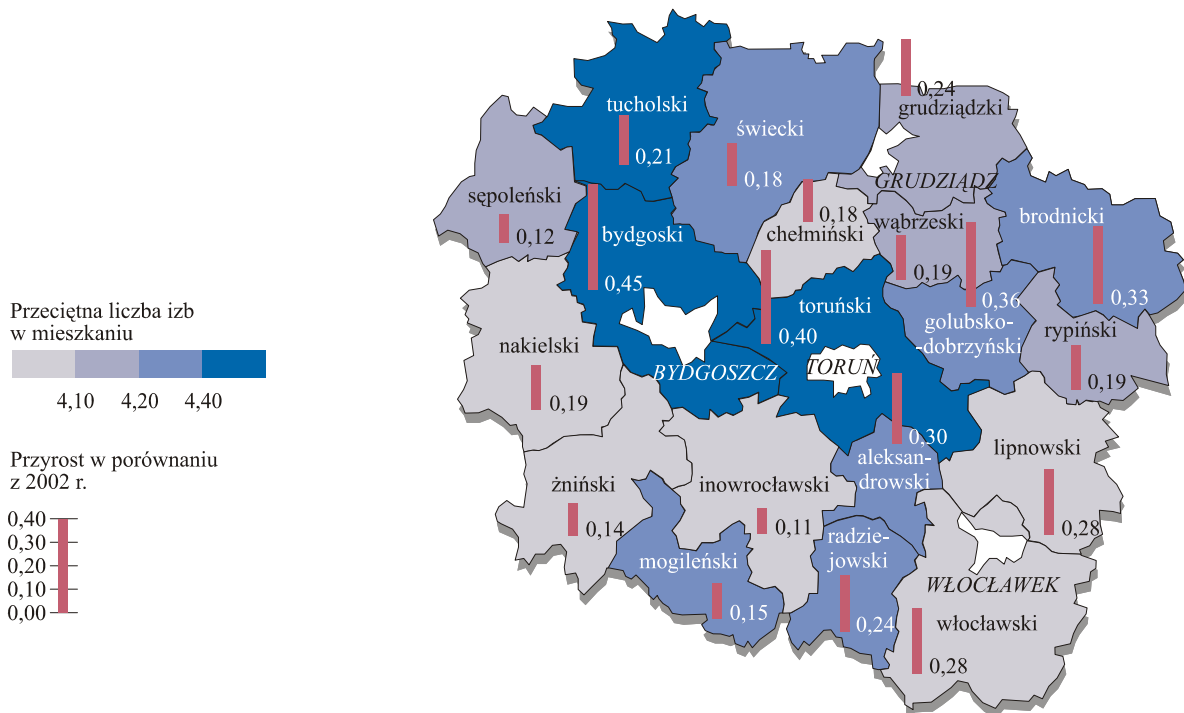 Przeciętna liczba izb
w mieszkaniu
4,10 4,20 4,40
Przyrost w porównaniu
z 2002 r.
0,40
0,30
0,20
0,10
0,00
tucholski
0,21
świecki
0,18
0,24
grudziądzki
GRUDZIĄDZ
sępoleński
0,12
bydgoski
0,45
BYDGOSZCZ
0,18
chełmiński
wąbrzeski
0,19
brodnicki
0,33
toruński
0,40
TORUŃ
0,36
golubsko-
-dobrzyński
rypiński
0,19
nakielski
0,19
0,30
aleksan-
drowski
lipnowski
0,28
żniński
0,14
inowrocławski
0,11
mogileński
0,15
radzie-
jowski
0,24
WŁOCŁAWEK
włocławski
0,28